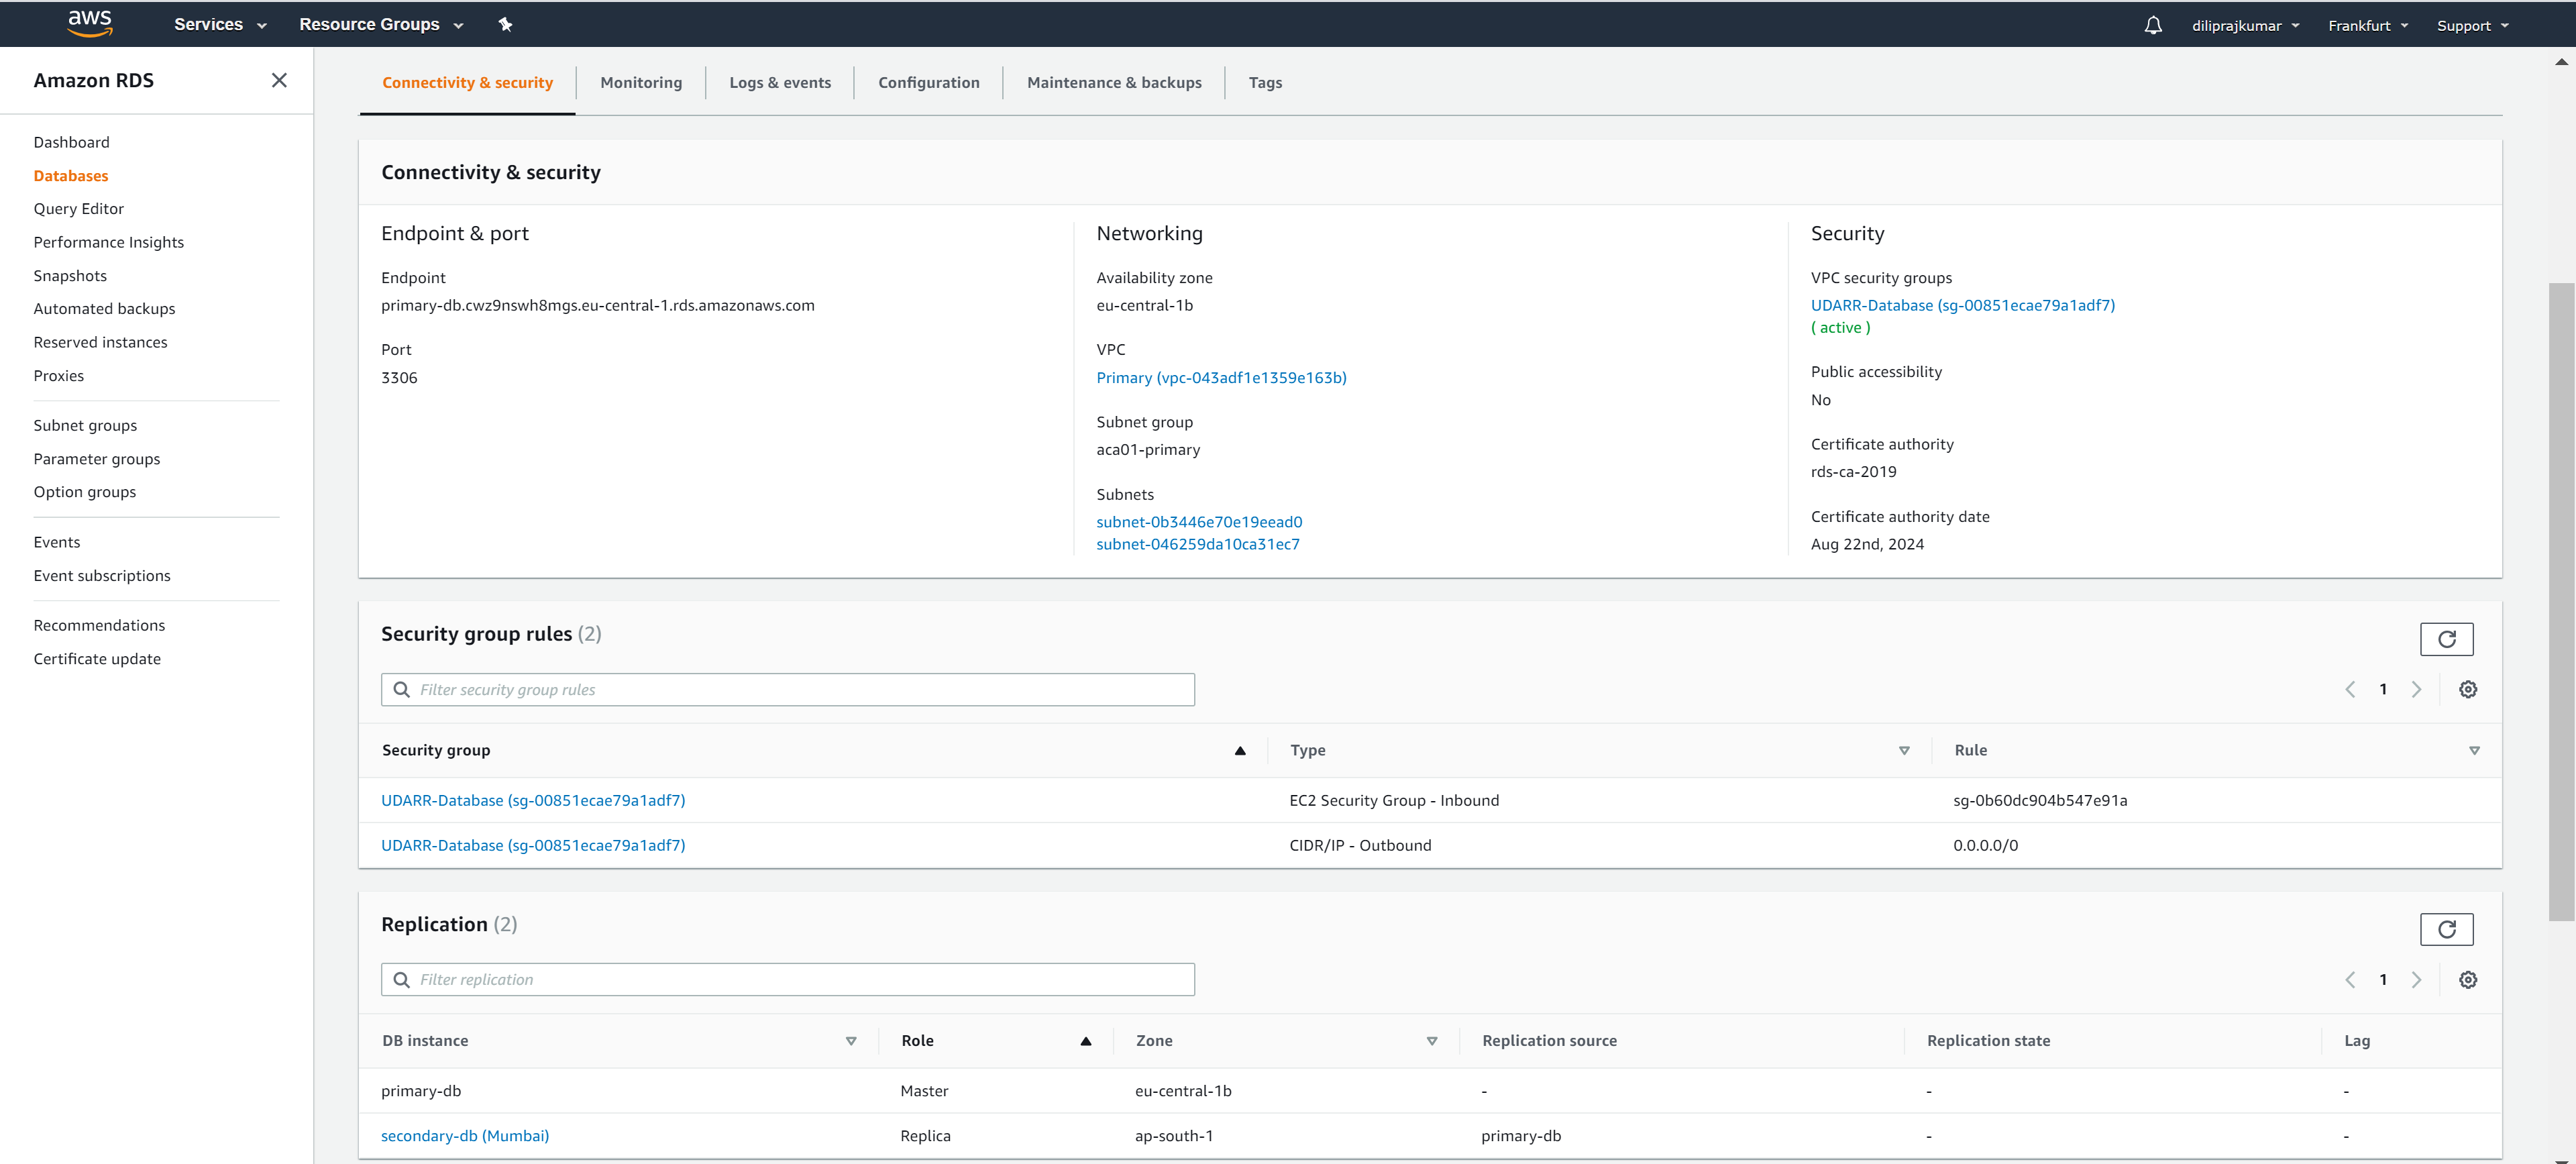 aws Services Resource Groups diliprajkumar Frankfurt Support
Amazon RDS
Dashboard
Databases
Query Editor
Performance Insights
Snapshots
Automated backups
Reserved instances
Proxies
Subnet groups
Parameter groups
Option groups
Events
Event subscriptions
Recommendations
Certificate update
Connectivity & security Monitoring Logs & events Configuration Maintenance & backups Tags
Connectivity & security
Endpoint & port
Endpoint
primary-db.cwz9nswh8mgs.eu-central-1.rds.amazonaws.com
Port
3306
Networking
Availability zone
eu-central-1b
VPC
Primary (vpc-043adf1e1359e163b)
Subnet group
aca01-primary
Subnets
subnet-0b3446e70e19eead0
subnet-046259da10ca31ec7
Security
VPC security groups
UDARR-Database (sg-00851ecae79a1adf7)
( active )
Public accessibility
No
Certificate authority
rds-ca-2019
Certificate authority date
Aug 22nd, 2024
Security group rules (2)
Filter security group rules
1
Security group Type Rule
UDARR-Database (sg-00851ecae79a1adf7) EC2 Security Group - Inbound sg-0b60dc904b547e91a
UDARR-Database (sg-00851ecae79a1adf7) CIDR/IP - Outbound 0.0.0.0/0
Replication (2)
Filter replication
1
DB instance Role Zone Replication source Replication state Lag
primary-db Master eu-central-1b - - -
secondary-db (Mumbai) Replica ap-south-1 primary-db - -